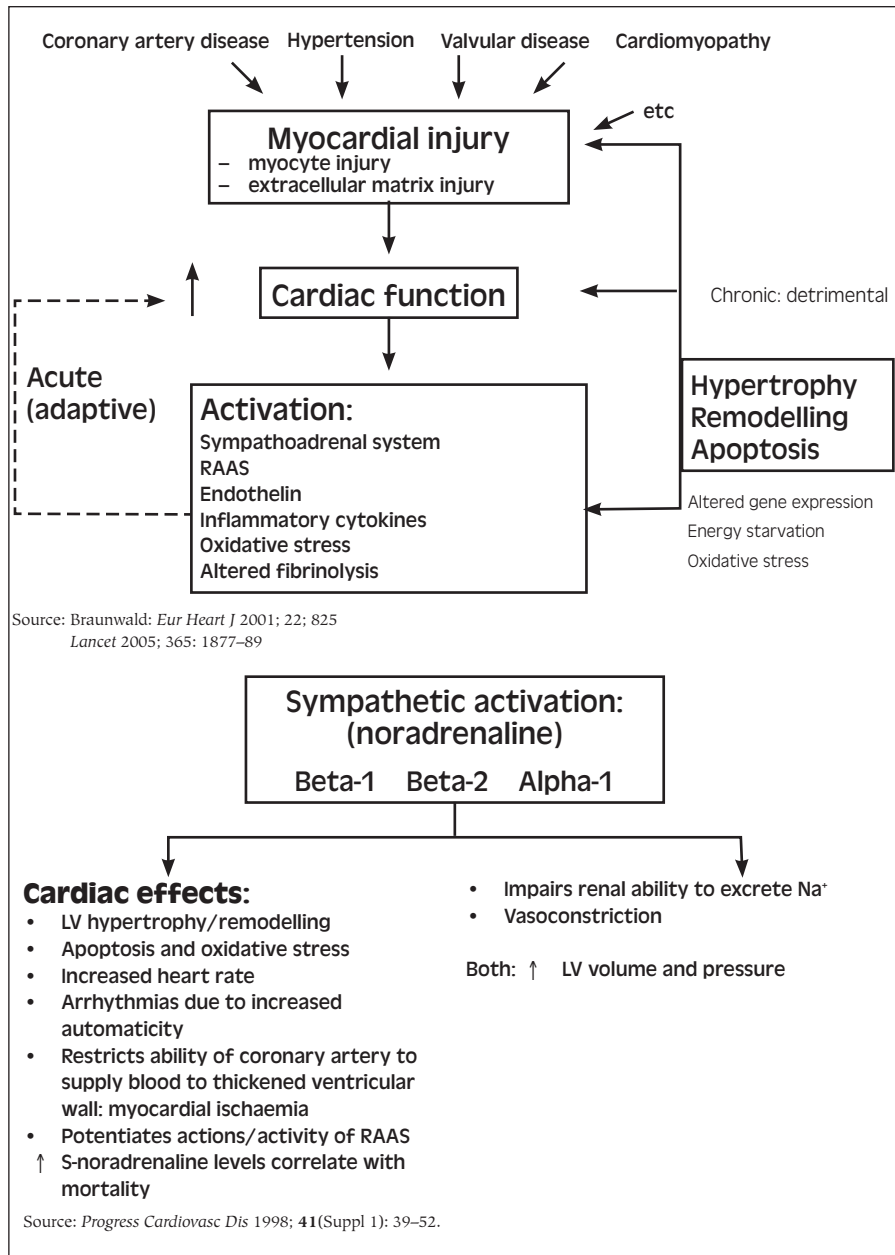 Coronary artery disease Hypertension Valvular disease Cardiomyopathy
etc
Myocardial injury
– myocyte injury
– extracellular matrix injury
↑ Cardiac function
Chronic: detrimental
Acute
(adaptive)
Activation:
Sympathoadrenal system
RAAS
Endothelin
Inflammatory cytokines
Oxidative stress
Altered fibrinolysis
Hypertrophy
Remodelling
Apoptosis
Altered gene expression
Energy starvation
Oxidative stress
Source: Braunwald: Eur Heart J 2001; 22; 825
Lancet 2005; 365: 1877–89
Sympathetic activation:
(noradrenaline)
Beta-1 Beta-2 Alpha-1
Cardiac effects:
• LV hypertrophy/remodelling
• Apoptosis and oxidative stress
• Increased heart rate
• Arrhythmias due to increased
automaticity
• Restricts ability of coronary artery to
supply blood to thickened ventricular
wall: myocardial ischaemia
• Potentiates actions/activity of RAAS
↑ S-noradrenaline levels correlate with
mortality
• Impairs renal ability to excrete Na⁺
• Vasoconstriction
Both: ↑ LV volume and pressure
Source: Progress Cardiovasc Dis 1998; 41(Suppl 1): 39–52.